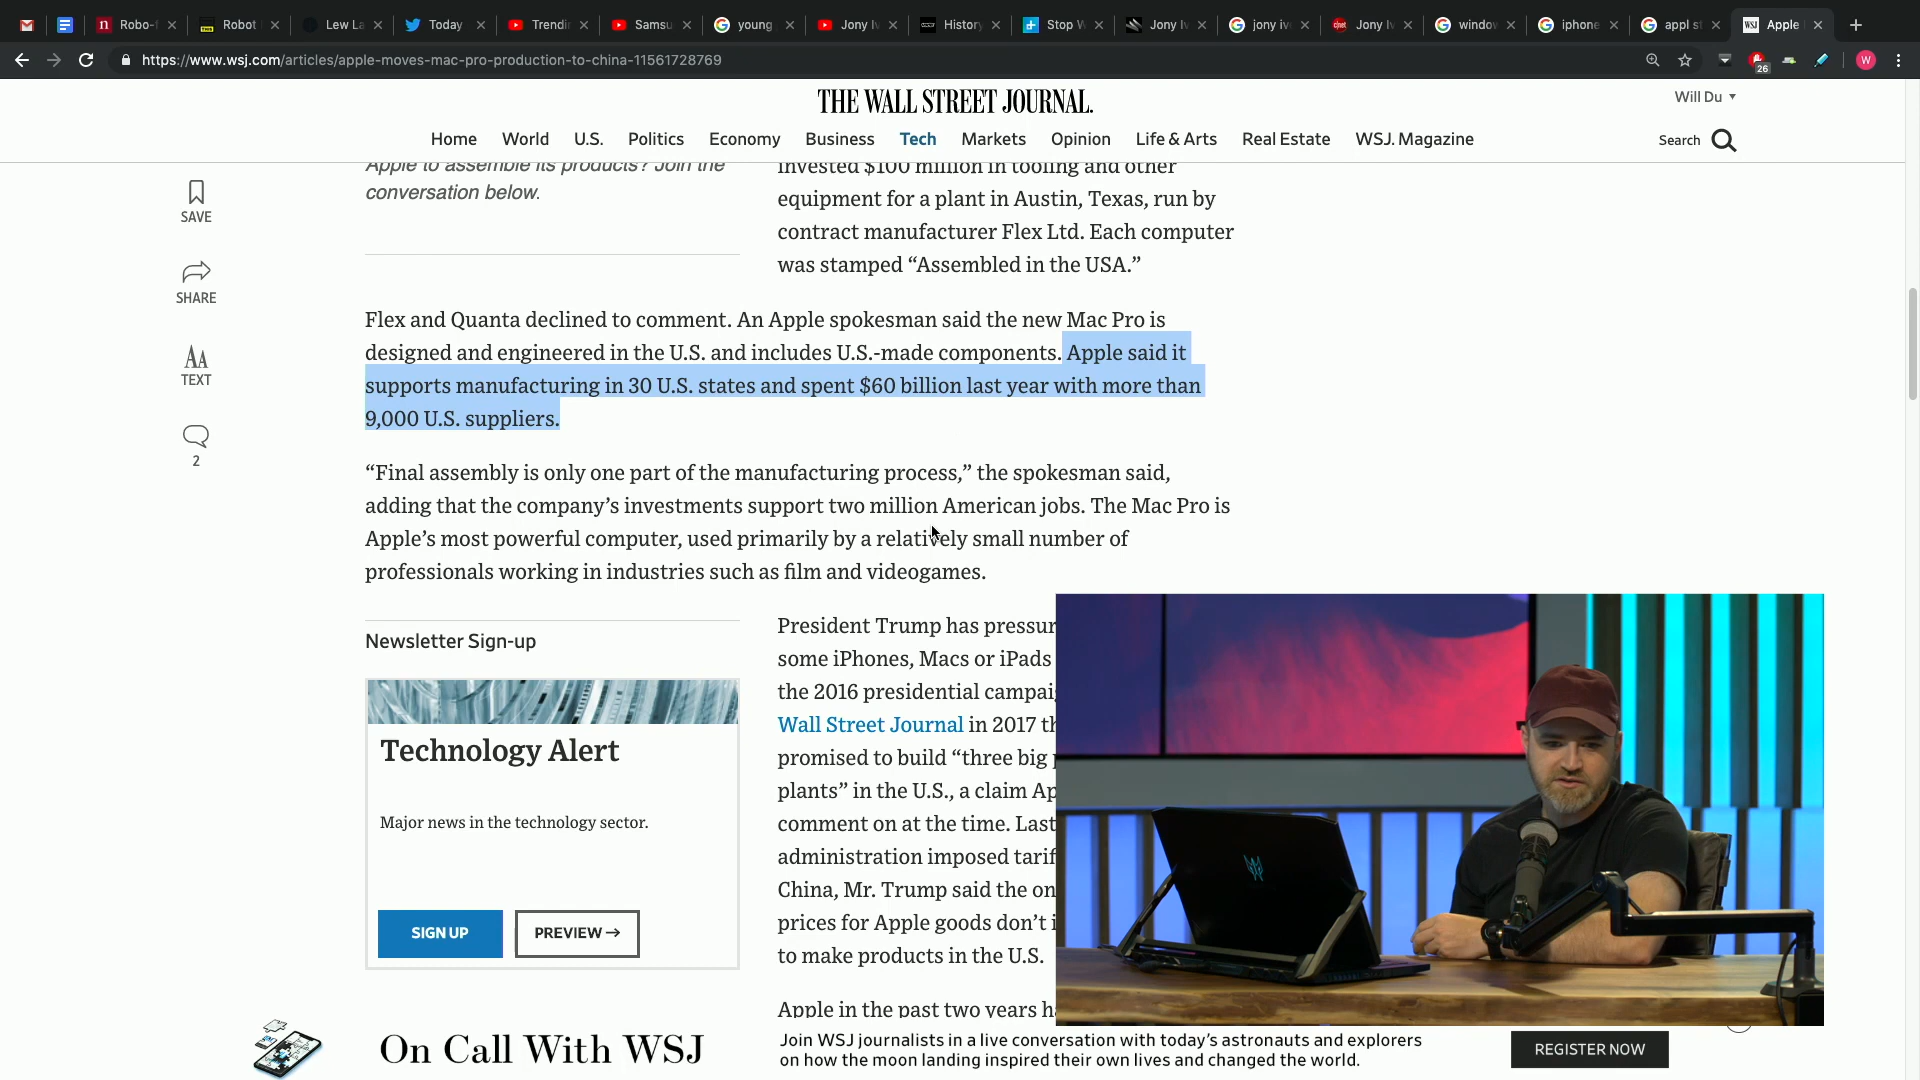 Robo-f
Robot
Lew La
Today
Trendi
Samsu
young
Jony Iv
History
Stop W
Jony Iv
jony iv
Jony Iv
windo
iphone
appl st
WSJ
Apple
https://www.wsj.com/articles/apple-moves-mac-pro-production-to-china-11561728769
26
W
THE WALL STREET JOURNAL.
Will Du
Home World U.S. Politics Economy Business Tech Markets Opinion Life & Arts Real Estate WSJ. Magazine
Search
SAVE
SHARE
TEXT
2
Apple to assemble its products? Join the
conversation below.
invested $100 million in tooling and other
equipment for a plant in Austin, Texas, run by
contract manufacturer Flex Ltd. Each computer
was stamped “Assembled in the USA.”
Flex and Quanta declined to comment. An Apple spokesman said the new Mac Pro is
designed and engineered in the U.S. and includes U.S.-made components. Apple said it
supports manufacturing in 30 U.S. states and spent $60 billion last year with more than
9,000 U.S. suppliers.
“Final assembly is only one part of the manufacturing process,” the spokesman said,
adding that the company’s investments support two million American jobs. The Mac Pro is
Apple’s most powerful computer, used primarily by a relatively small number of
professionals working in industries such as film and videogames.
Newsletter Sign-up
Technology Alert
Major news in the technology sector.
SIGN UP
PREVIEW→
President Trump has pressur
some iPhones, Macs or iPads
the 2016 presidential campai
Wall Street Journal in 2017 th
promised to build “three big p
plants” in the U.S., a claim Ap
comment on at the time. Last
administration imposed tarif
China, Mr. Trump said the on
prices for Apple goods don’t i
to make products in the U.S.
Apple in the past two years ha
On Call With WSJ
Join WSJ journalists in a live conversation with today’s astronauts and explorers
on how the moon landing inspired their own lives and changed the world.
REGISTER NOW